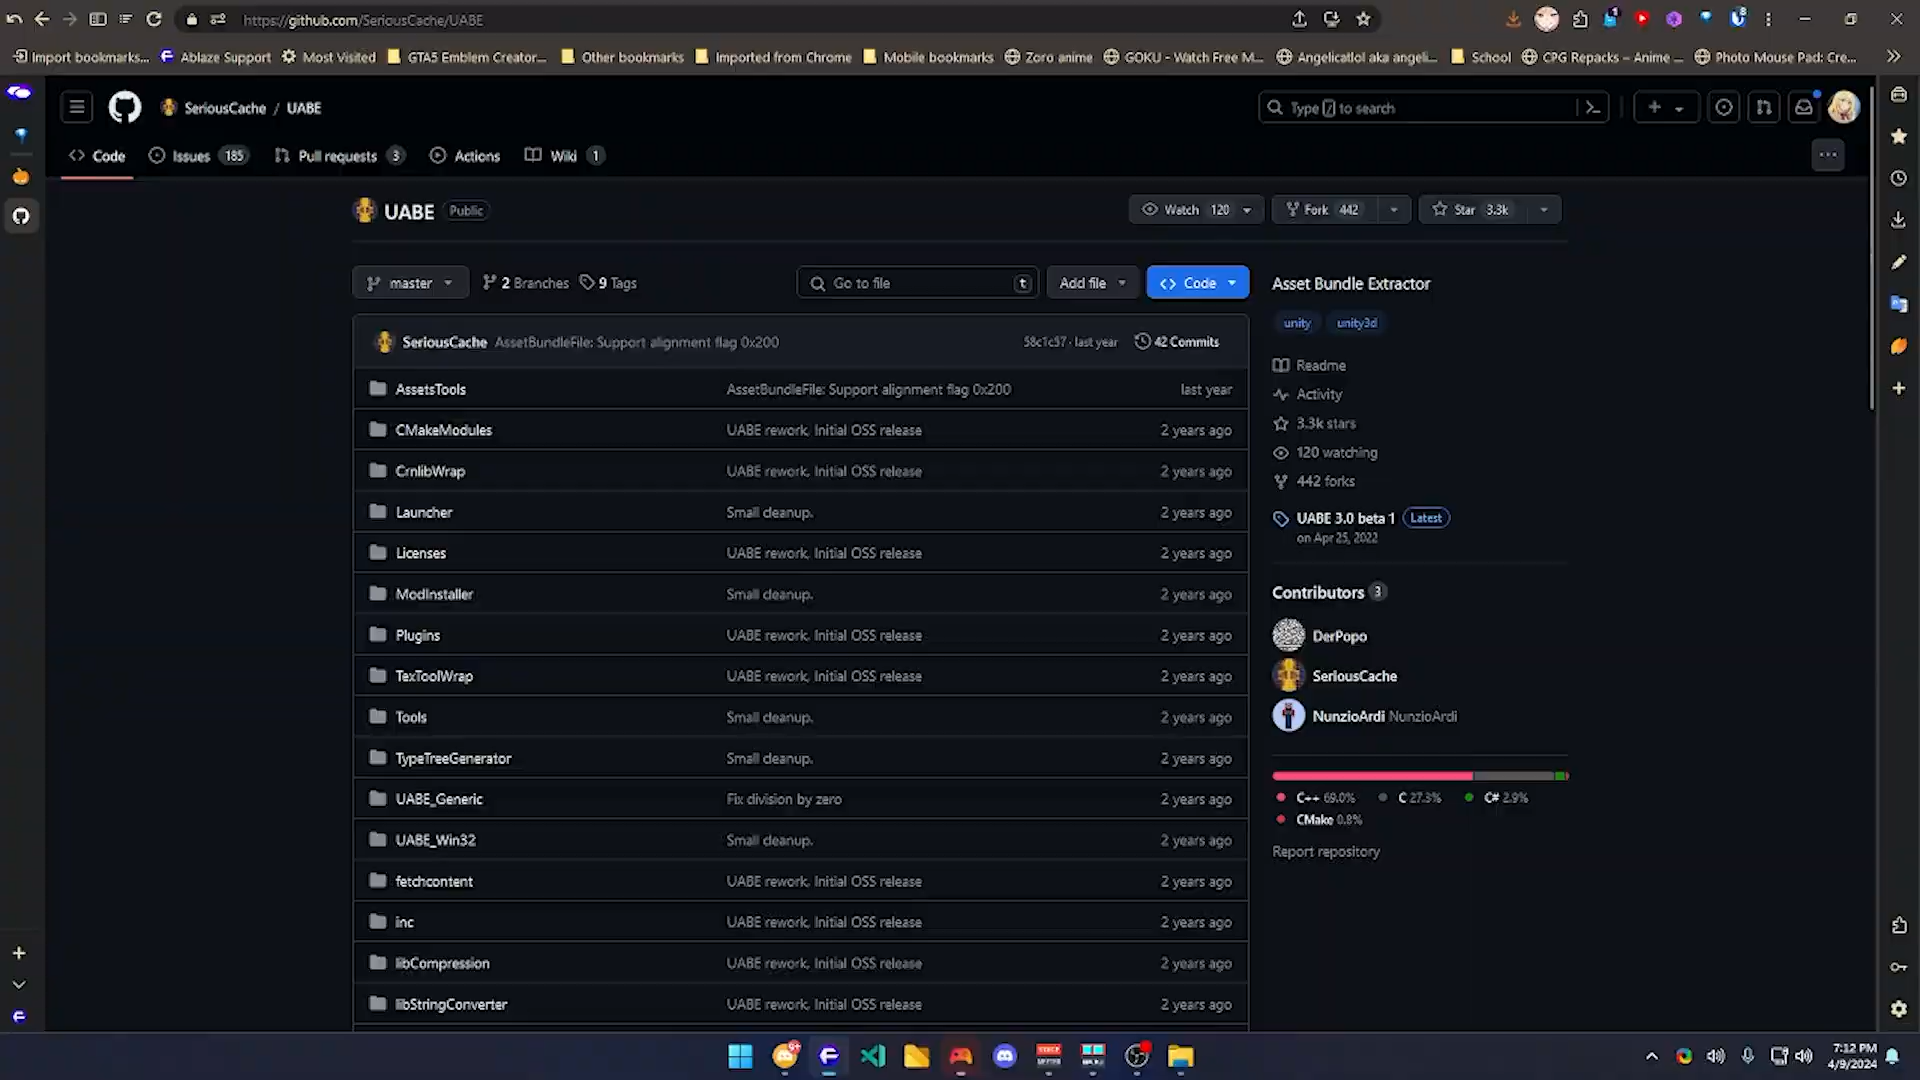 https://github.com/SeriousCache/UABE
Import bookmarks...
Ablaze Support
Most Visited
GTA5 Emblem Creator...
Other bookmarks
Imported from Chrome
Mobile bookmarks
Zoro anime
GOKU - Watch Free M...
Angelicatlol aka angeli...
School
CPG Repacks – Anime ...
Photo Mouse Pad: Cre...
SeriousCache / UABE
Type / to search
Code
Issues 185
Pull requests 3
Actions
Wiki 1
UABE Public
Watch 120
Fork 442
Star 3.3k
master
2 Branches
9 Tags
Go to file t
Add file
Code
SeriousCache AssetBundleFile: Support alignment flag 0x200
58c1c37 · last year
42 Commits
AssetsTools AssetBundleFile: Support alignment flag 0x200 last year
CMakeModules UABE rework, Initial OSS release 2 years ago
CrnlibWrap UABE rework, Initial OSS release 2 years ago
Launcher Small cleanup. 2 years ago
Licenses UABE rework, Initial OSS release 2 years ago
ModInstaller Small cleanup. 2 years ago
Plugins UABE rework, Initial OSS release 2 years ago
TexToolWrap UABE rework, Initial OSS release 2 years ago
Tools Small cleanup. 2 years ago
TypeTreeGenerator Small cleanup. 2 years ago
UABE_Generic Fix division by zero 2 years ago
UABE_Win32 Small cleanup. 2 years ago
fetchcontent UABE rework, Initial OSS release 2 years ago
inc UABE rework, Initial OSS release 2 years ago
libCompression UABE rework, Initial OSS release 2 years ago
libStringConverter UABE rework, Initial OSS release 2 years ago
Asset Bundle Extractor
unity
unity3d
Readme
Activity
3.3k stars
120 watching
442 forks
UABE 3.0 beta 1 Latest
on Apr 25, 2022
Contributors 3
DerPopo
SeriousCache
NunzioArdi NunzioArdi
C++ 69.0%
C 27.3%
C# 2.9%
CMake 0.8%
Report repository
7:12 PM
4/9/2024